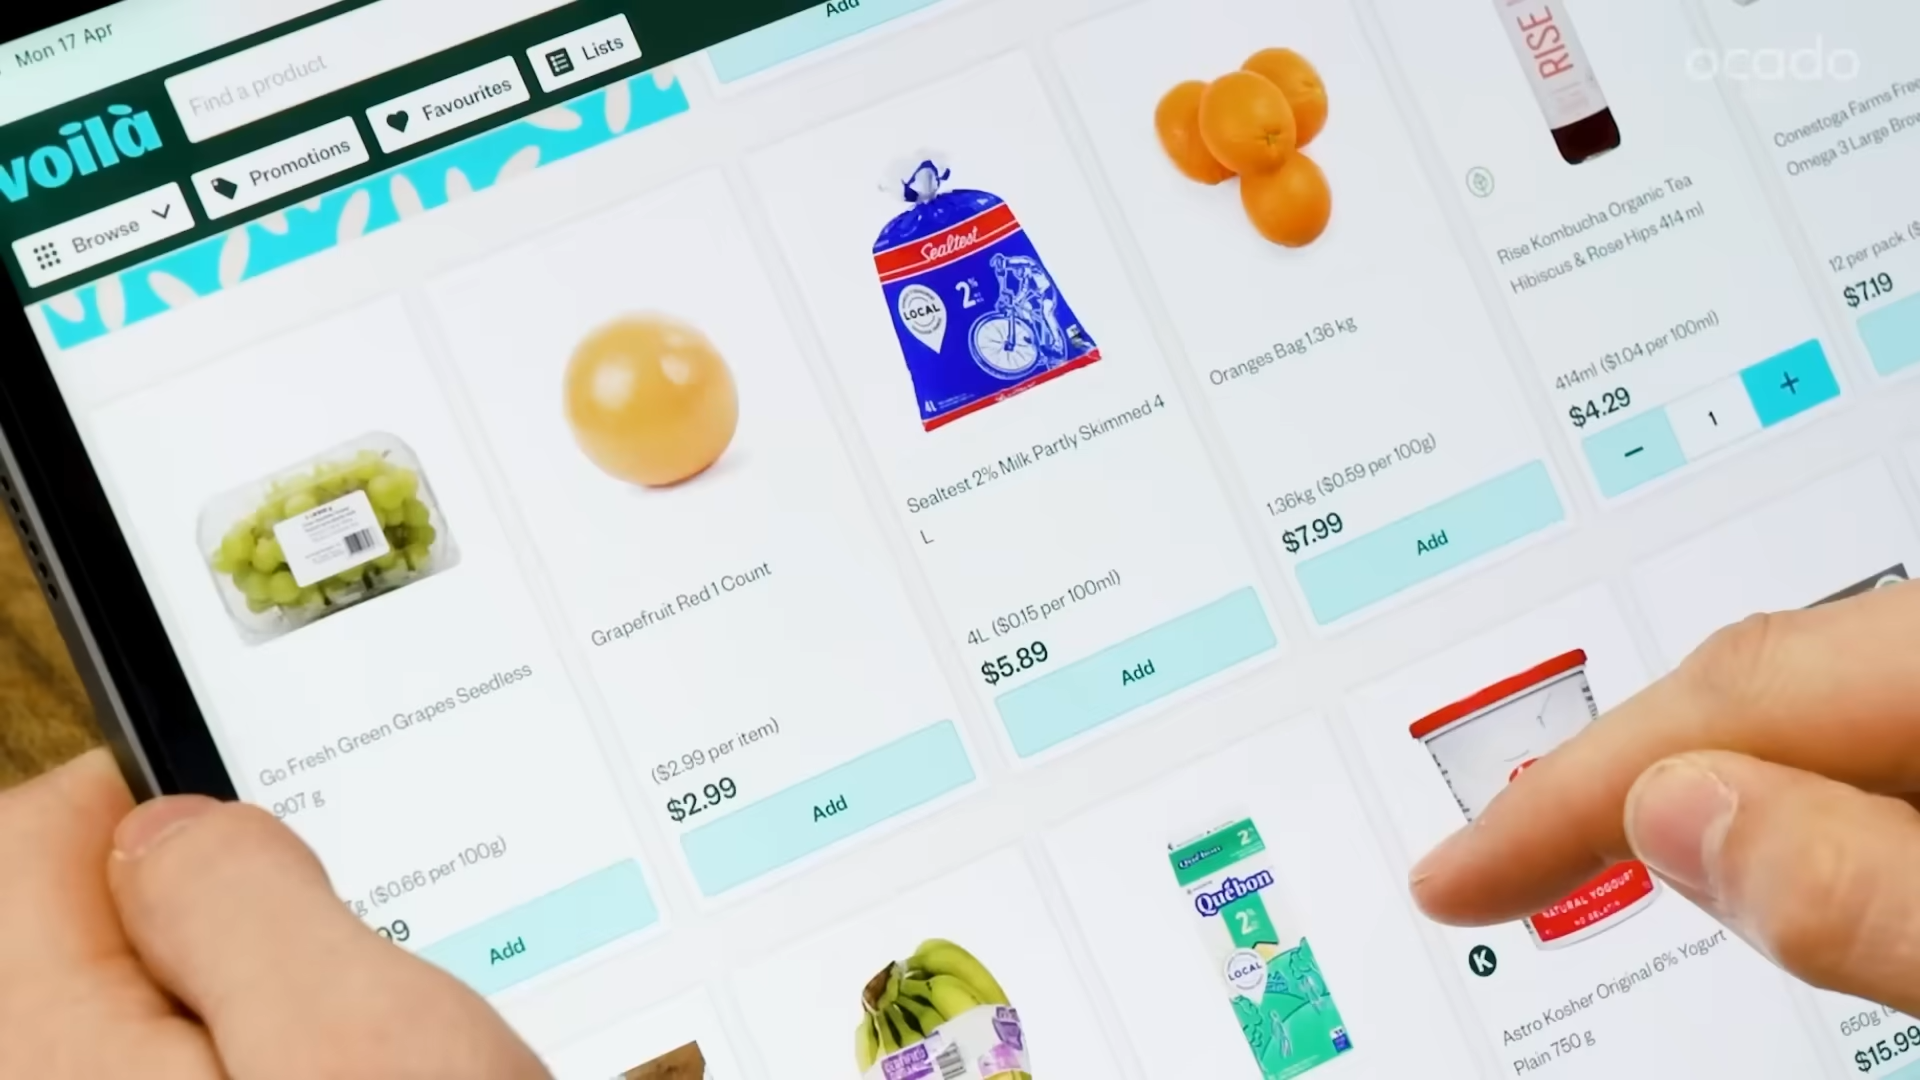 Mon 17 Apr
ocado
voilà
Find a product
Browse
Promotions
Favourites
Lists
Add
Go Fresh Green Grapes Seedless
907 g
($0.66 per 100g)
99
Add
Grapefruit Red 1 Count
($2.99 per item)
$2.99
Add
Sealtest
2%
LOCAL
4L
Sealtest 2% Milk Partly Skimmed 4
L
4L ($0.15 per 100ml)
$5.89
Add
Oranges Bag 1.36 kg
1.36kg ($0.59 per 100g)
$7.99
Add
RISE
Rise Kombucha Organic Tea
Hibiscus & Rose Hips 414 ml
414ml ($1.04 per 100ml)
$4.29
− 1 +
Conestoga Farms Free
Omega 3 Large Brow
12 per pack ($
$7.19
Québon
2%
Québon
2%
LOCAL
NATURAL YOGOURT
NO GELATIN
K
Astro Kosher Original 6% Yogurt
Plain 750 g
650g ($
$15.99